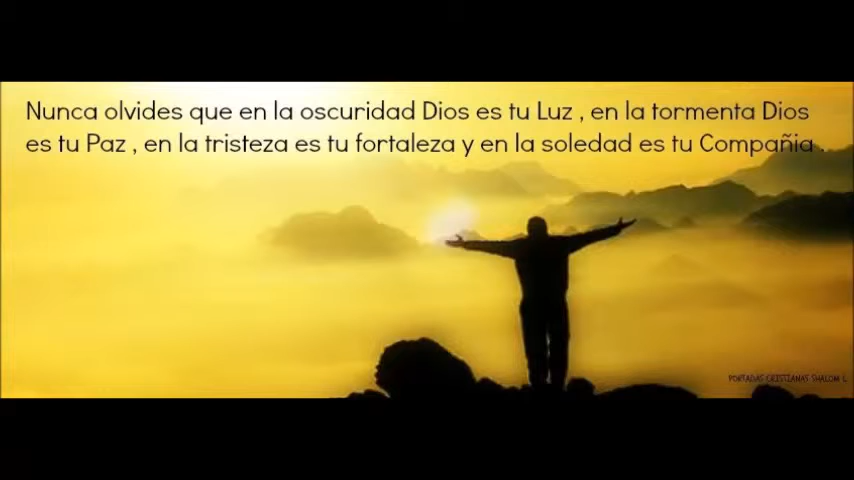 Nunca olvides que en la oscuridad Dios es tu Luz , en la tormenta Dios
es tu Paz , en la tristeza es tu fortaleza y en la soledad es tu Compañia .
PORTADAS CRISTIANAS SHALOM L